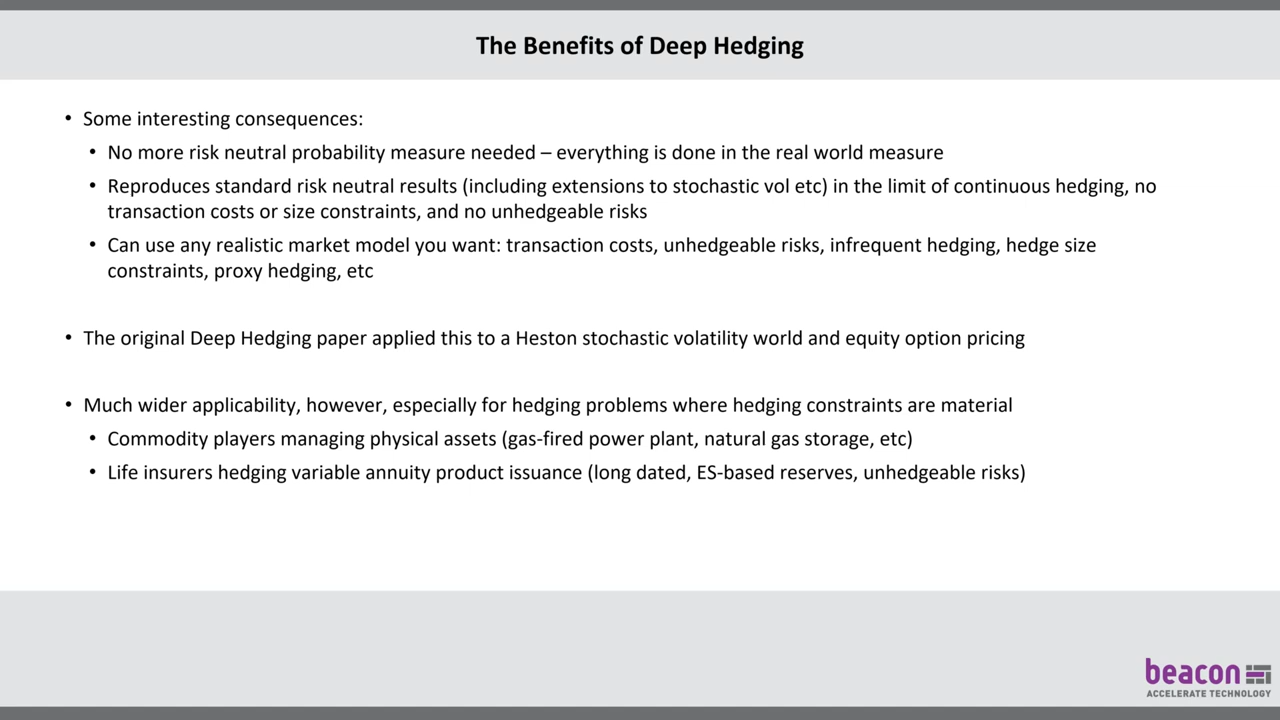 The Benefits of Deep Hedging
• Some interesting consequences:
• No more risk neutral probability measure needed – everything is done in the real world measure
• Reproduces standard risk neutral results (including extensions to stochastic vol etc) in the limit of continuous hedging, no
transaction costs or size constraints, and no unhedgeable risks
• Can use any realistic market model you want: transaction costs, unhedgeable risks, infrequent hedging, hedge size
constraints, proxy hedging, etc
• The original Deep Hedging paper applied this to a Heston stochastic volatility world and equity option pricing
• Much wider applicability, however, especially for hedging problems where hedging constraints are material
• Commodity players managing physical assets (gas-fired power plant, natural gas storage, etc)
• Life insurers hedging variable annuity product issuance (long dated, ES-based reserves, unhedgeable risks)
beacon
ACCELERATE TECHNOLOGY